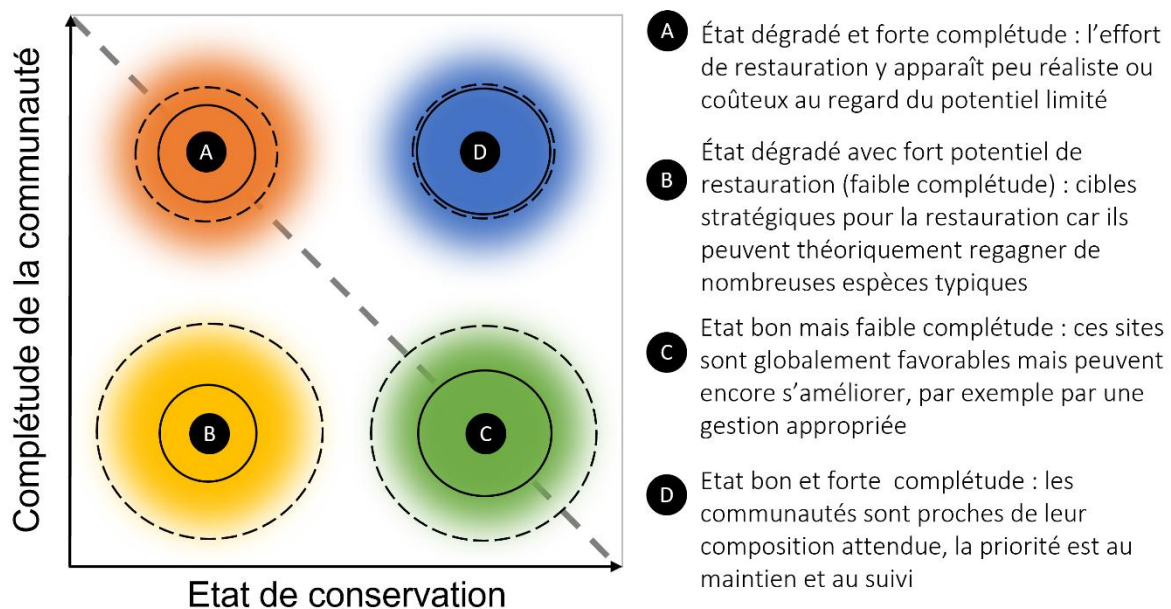 Complétude de la communauté
A
D
B
C
Etat de conservation
A
État dégradé et forte complétude : l'effort
de restauration y apparaît peu réaliste ou
coûteux au regard du potentiel limité
B
État dégradé avec fort potentiel de
restauration (faible complétude) : cibles
stratégiques pour la restauration car ils
peuvent théoriquement regagner de
nombreuses espèces typiques
C
Etat bon mais faible complétude : ces sites
sont globalement favorables mais peuvent
encore s'améliorer, par exemple par une
gestion appropriée
D
Etat bon et forte  complétude : les
communautés sont proches de leur
composition attendue, la priorité est au
maintien et au suivi